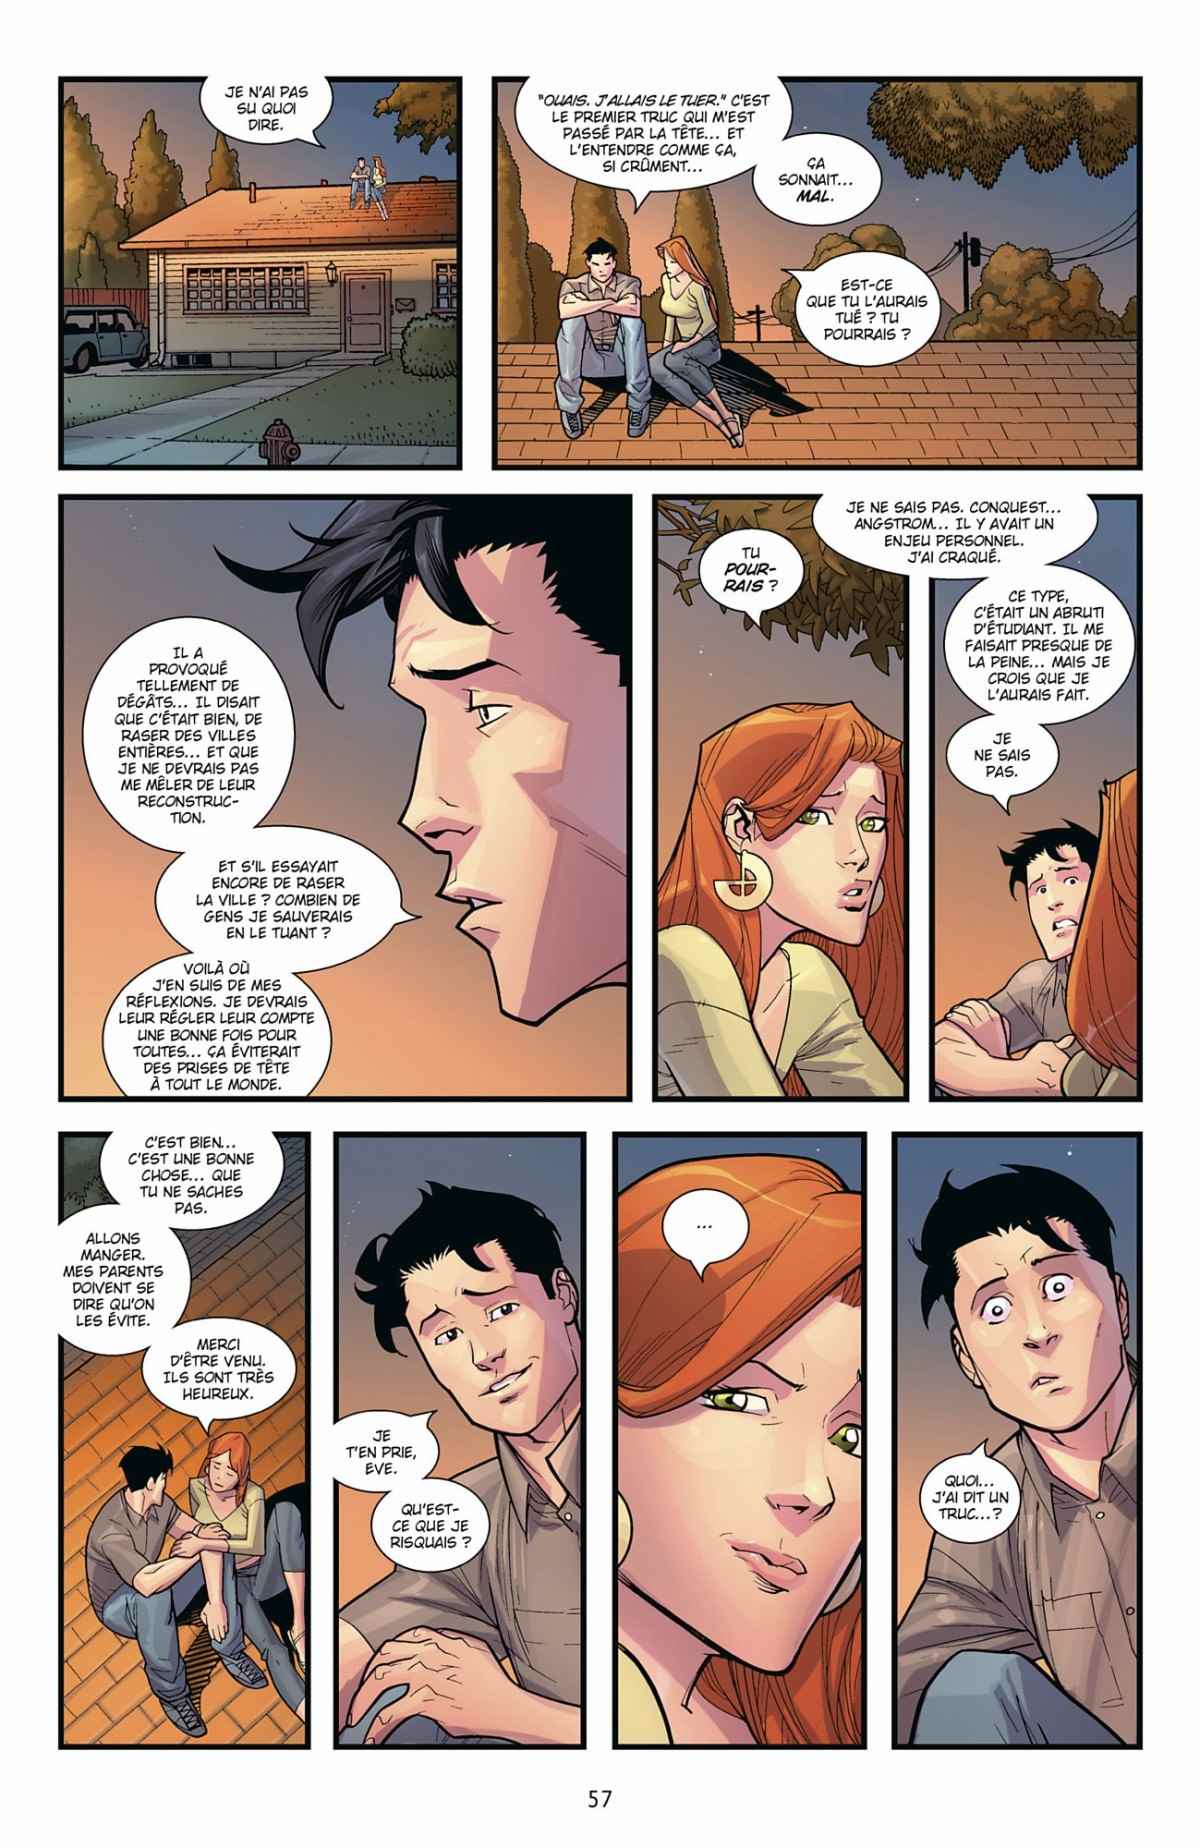 JE N'AI PAS
SU QUOI
DIRE.
"OUAIS. J'ALLAIS LE TUER." C'EST
LE PREMIER TRUC QUI M'EST
PASSÉ PAR LA TÊTE... ET
L'ENTENDRE COMME ÇA,
SI CRÛMENT...
ÇA
SONNAIT...
MAL.
EST-CE
QUE TU L'AURAIS
TUÉ ? TU
POURRAIS ?
IL A
PROVOQUÉ
TELLEMENT DE
DÉGÂTS... IL DISAIT
QUE C'ÉTAIT BIEN, DE
RASER DES VILLES
ENTIÈRES... ET QUE
JE NE DEVRAIS PAS
ME MÊLER DE LEUR
RECONSTRUC-
TION.
ET S'IL ESSAYAIT
ENCORE DE RASER
LA VILLE ? COMBIEN DE
GENS JE SAUVERAIS
EN LE TUANT ?
VOILÀ OÙ
J'EN SUIS DE MES
RÉFLEXIONS. JE DEVRAIS
LEUR RÉGLER LEUR COMPTE
UNE BONNE FOIS POUR
TOUTES... ÇA ÉVITERAIT
DES PRISES DE TÊTE
À TOUT LE MONDE.
TU
POUR-
RAIS ?
JE NE SAIS PAS. CONQUEST...
ANGSTROM... IL Y AVAIT UN
ENJEU PERSONNEL.
J'AI CRAQUÉ.
CE TYPE,
C'ÉTAIT UN ABRUTI
D'ÉTUDIANT. IL ME
FAISAIT PRESQUE DE
LA PEINE... MAIS JE
CROIS QUE JE
L'AURAIS FAIT.
JE
NE SAIS
PAS.
C'EST BIEN...
C'EST UNE BONNE
CHOSE... QUE
TU NE SACHES
PAS.
ALLONS
MANGER.
MES PARENTS
DOIVENT SE
DIRE QU'ON
LES ÉVITE.
MERCI
D'ÊTRE VENU.
ILS SONT TRÈS
HEUREUX.
JE
T'EN PRIE,
EVE.
QU'EST-
CE QUE JE
RISQUAIS ?
...
QUOI...
J'AI DIT UN
TRUC...?
57